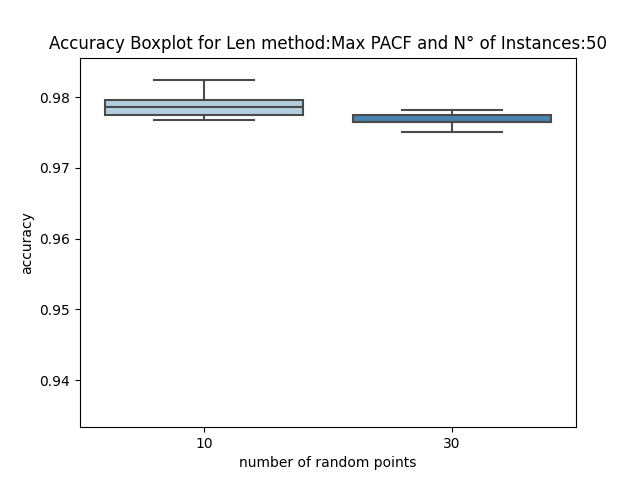 Accuracy Boxplot for Len method:Max PACF and N° of Instances:50
0.98
0.97
0.96
0.95
0.94
accuracy
10
30
number of random points